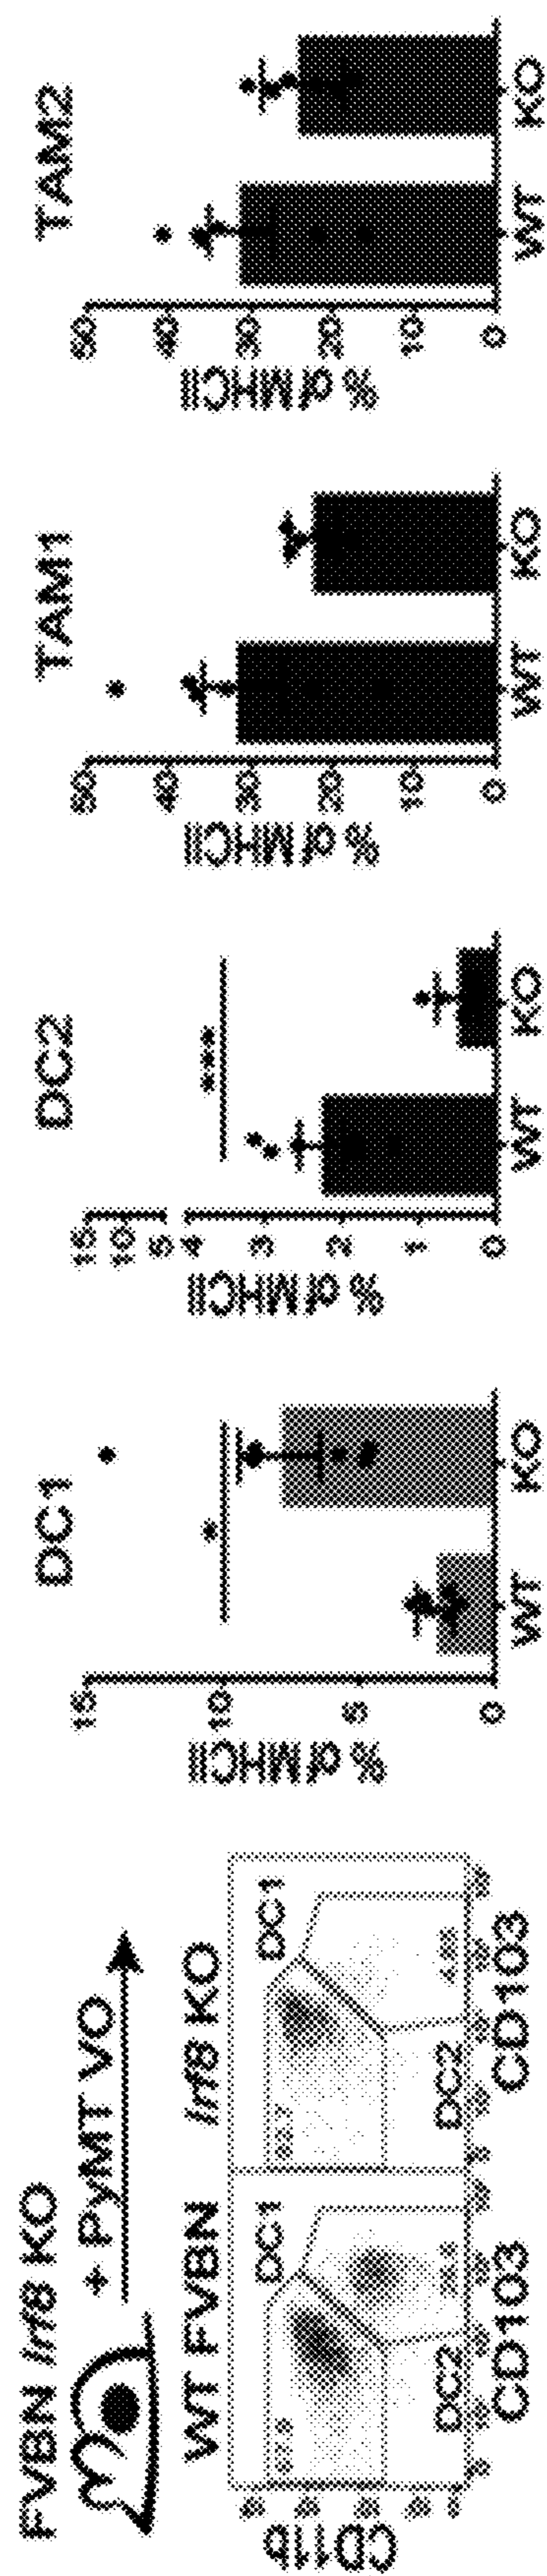 FVBN Irf8 KO
+ PyMT VO
WT FVBN
Irf8 KO
CD11b
DC1
DC2
CD103
DC1
DC2
CD103
DC1
% of MHCII
15
10
5
0
*
WT
KO
DC2
% of MHCII
15
10
5
4
3
2
1
0
***
WT
KO
TAM1
% of MHCII
50
40
30
20
10
0
WT
KO
TAM2
% of MHCII
50
40
30
20
10
0
WT
KO